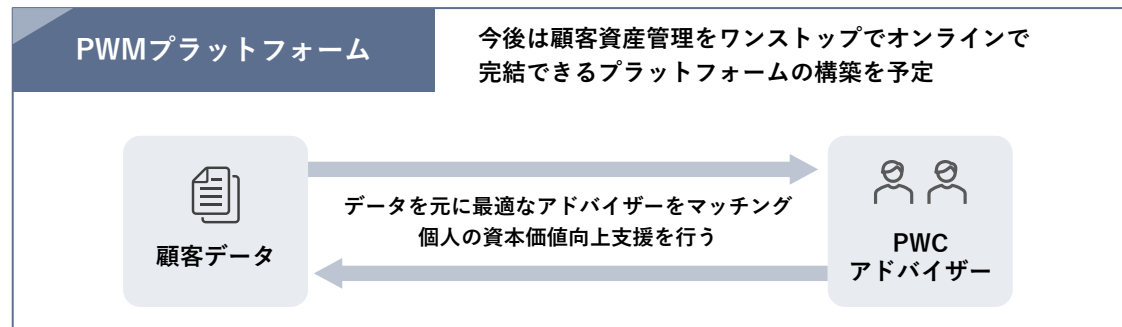 PWMプラットフォーム
今後は顧客資産管理をワンストップでオンラインで
完結できるプラットフォームの構築を予定
顧客データ
データを元に最適なアドバイザーをマッチング
個人の資本価値向上支援を行う
PWC
アドバイザー